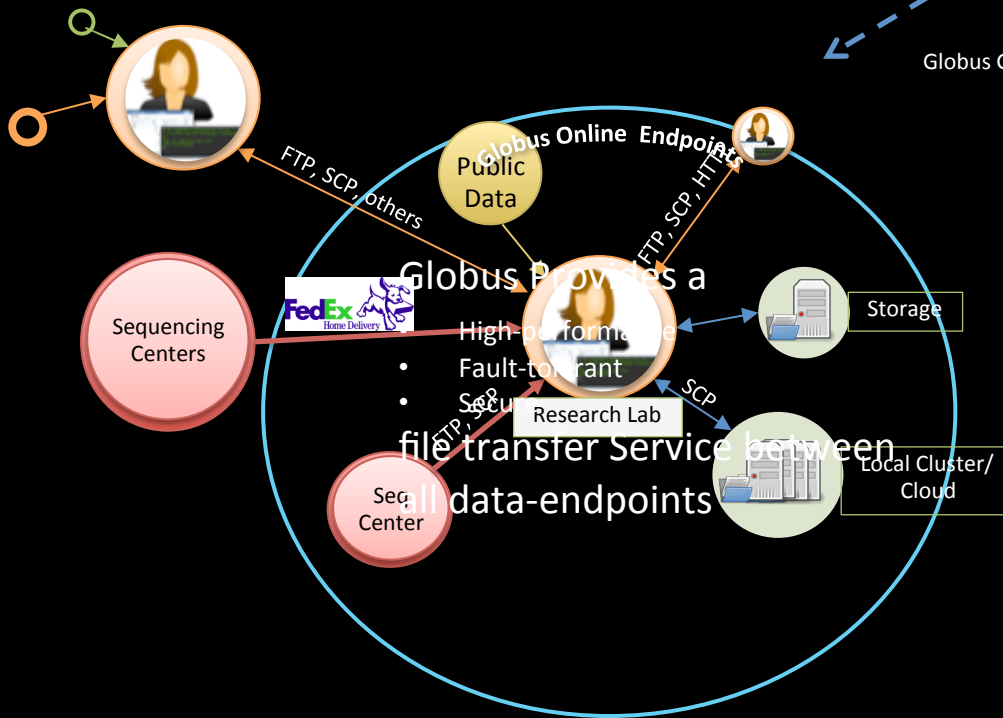 Globus
Globus Online Endpoints
Public
Data
FTP, SCP, others
FTP, SCP, HTTP
Globus Provides a
• High-performance
• Fault-tolerant
• Secure
file transfer Service between
all data-endpoints
Sequencing
Centers
FedEx
Home Delivery
Storage
SCP
Research Lab
FTP, SCP
Seq
Center
Local Cluster/
Cloud